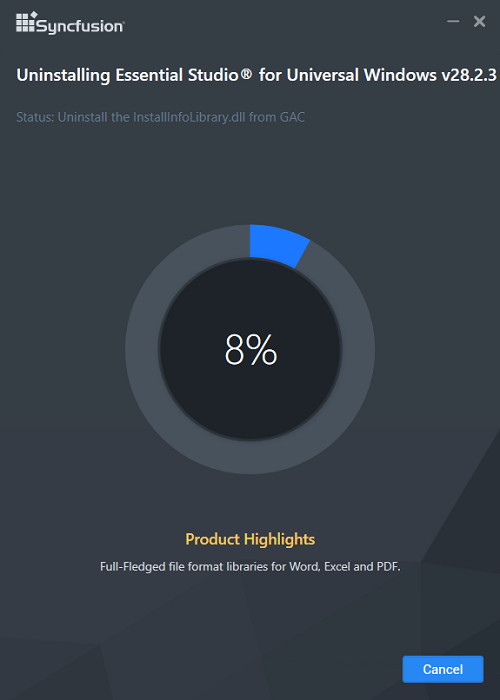 Syncfusion®
Uninstalling Essential Studio® for Universal Windows v28.2.3
Status: Uninstall the InstallInfoLibrary.dll from GAC
8%
Product Highlights
Full-Fledged file format libraries for Word, Excel and PDF.
Cancel